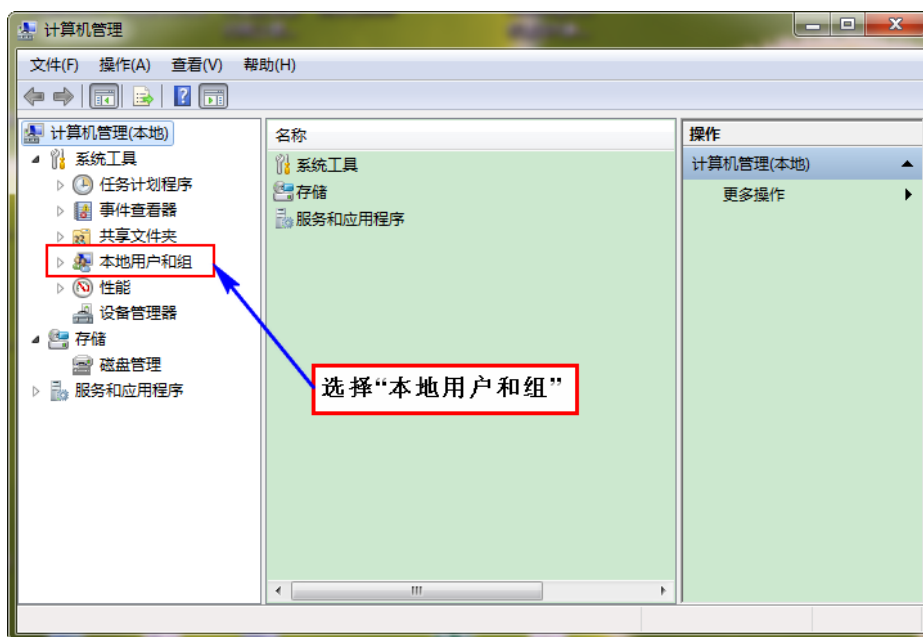 计算机管理
文件(F) 操作(A) 查看(V) 帮助(H)
计算机管理(本地)
系统工具
任务计划程序
事件查看器
共享文件夹
本地用户和组
性能
设备管理器
存储
磁盘管理
服务和应用程序
名称
系统工具
存储
服务和应用程序
选择“本地用户和组”
操作
计算机管理(本地)
更多操作